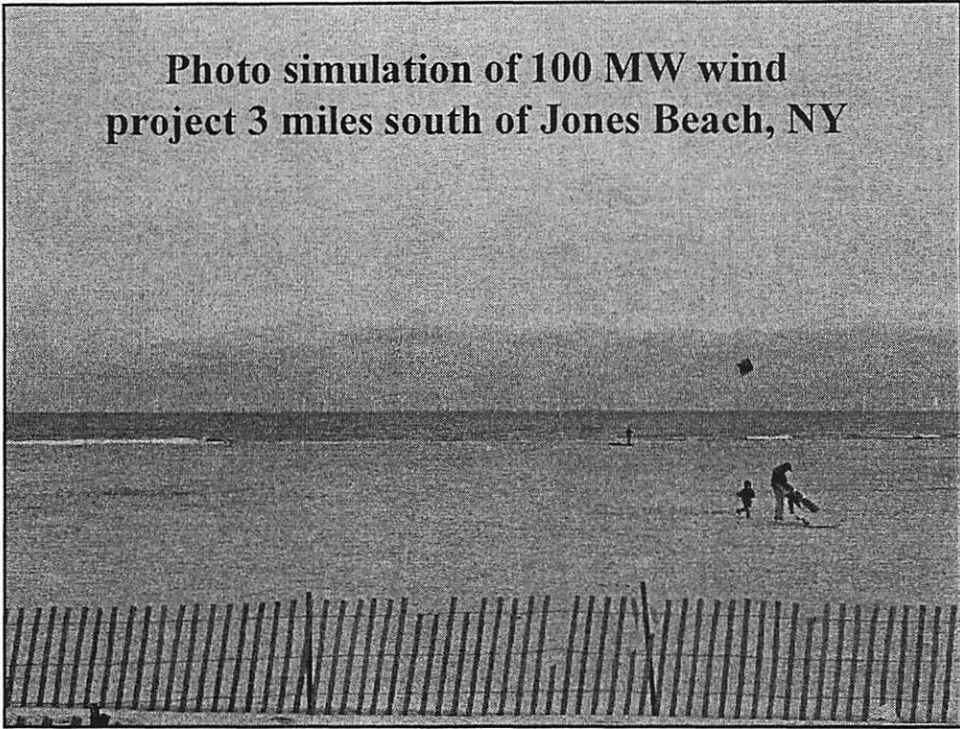 Photo simulation of 100 MW wind
project 3 miles south of Jones Beach, NY